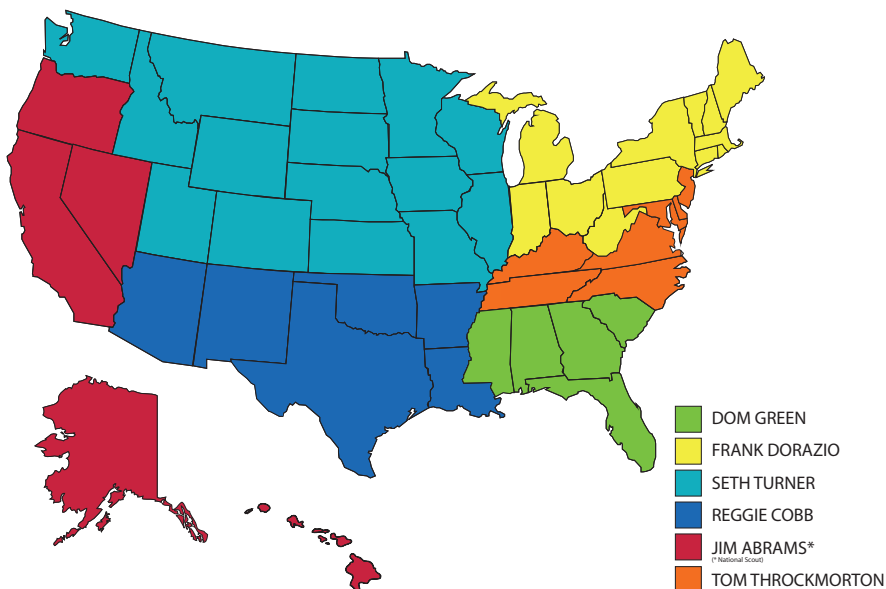 DOM GREEN
FRANK DORAZIO
SETH TURNER
REGGIE COBB
JIM ABRAMS*
(* National Scout)
TOM THROCKMORTON